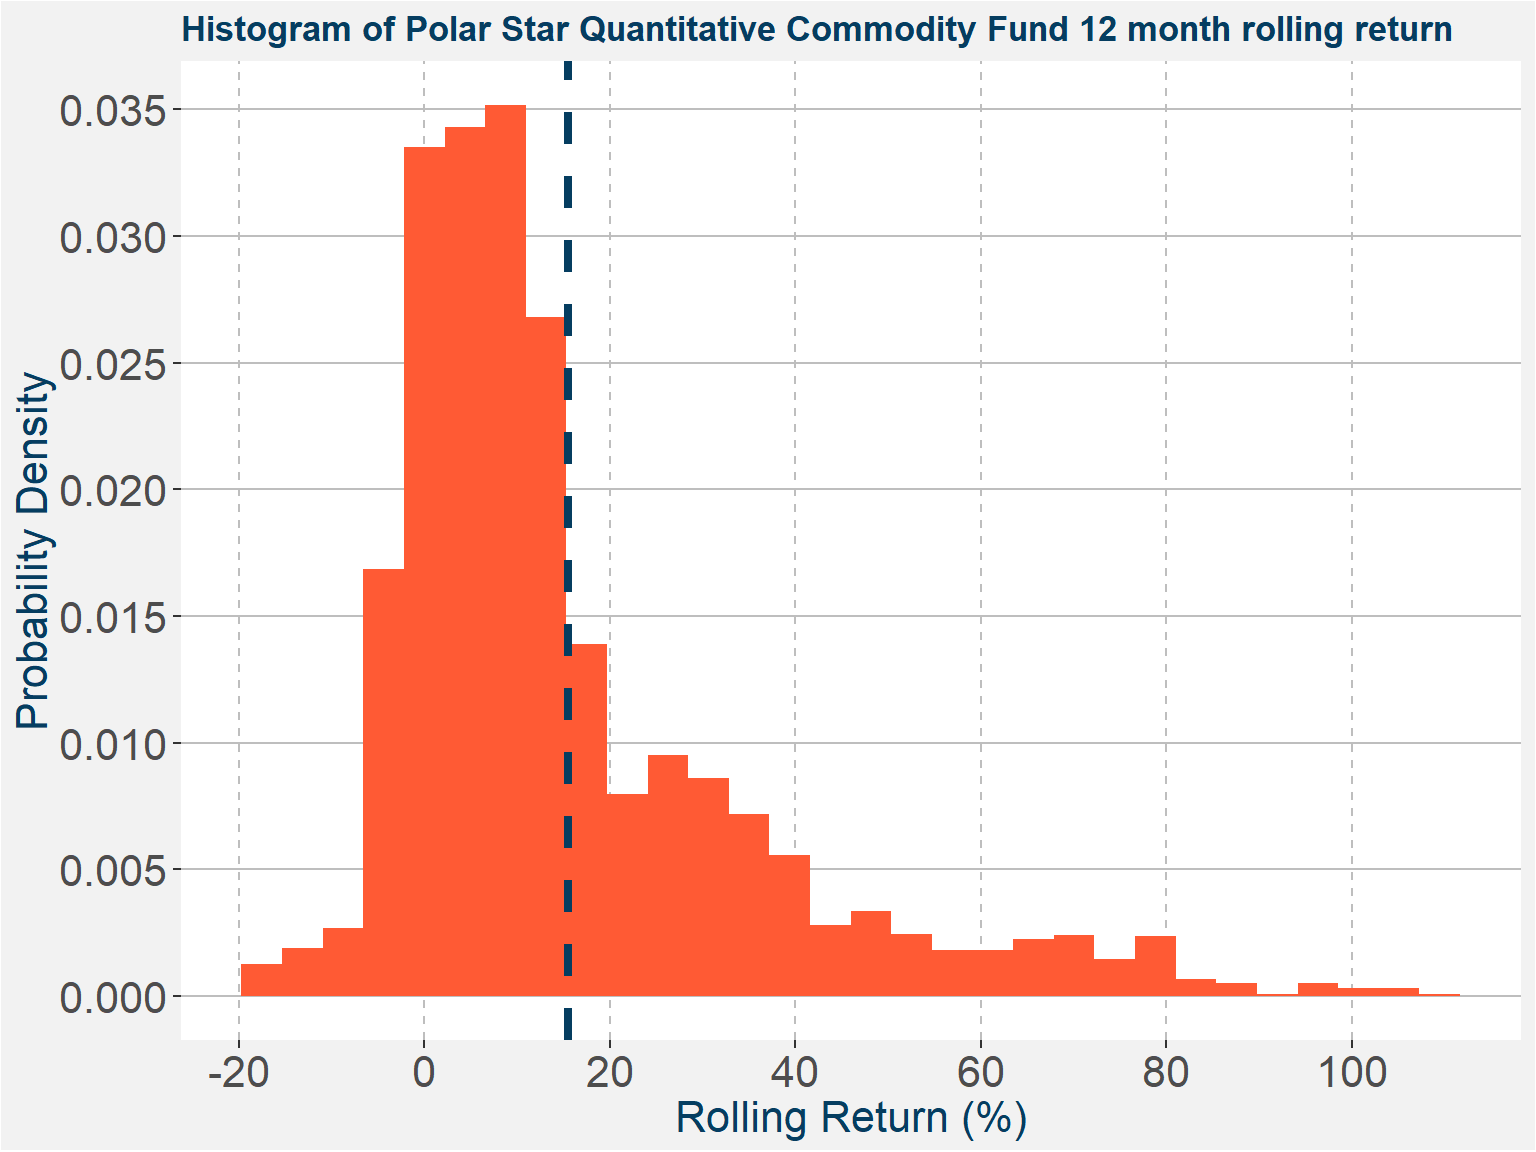 Histogram of Polar Star Quantitative Commodity Fund 12 month rolling return
Probability Density
0.035
0.030
0.025
0.020
0.015
0.010
0.005
0.000
-20 0 20 40 60 80 100
Rolling Return (%)